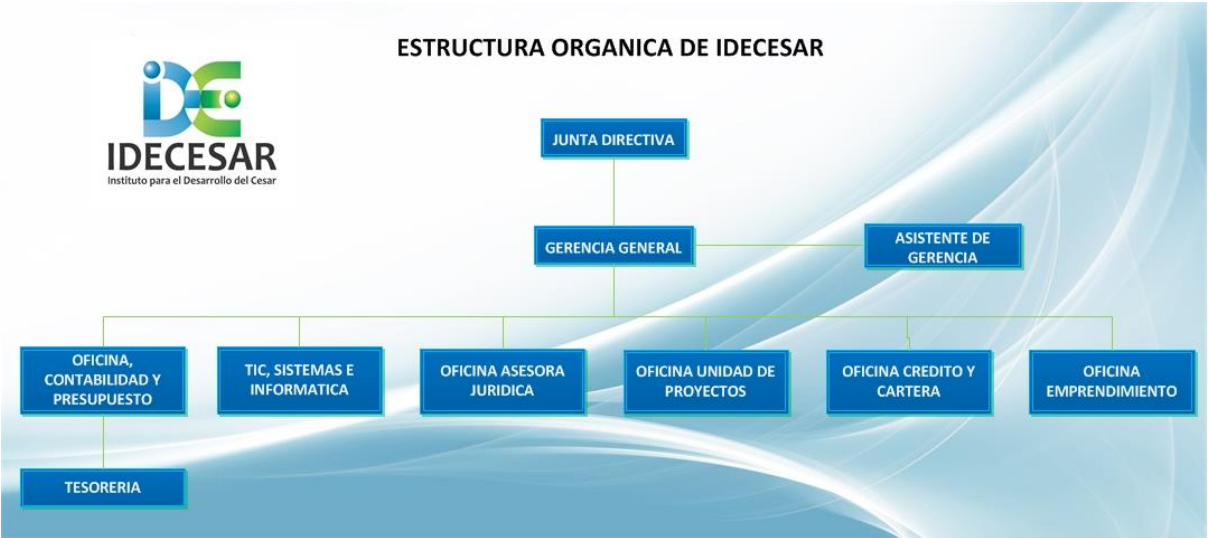 ESTRUCTURA ORGANICA DE IDECESAR
IDECESAR
Instituto para el Desarrollo del Cesar
JUNTA DIRECTIVA
GERENCIA GENERAL
ASISTENTE DE
GERENCIA
OFICINA,
CONTABILIDAD Y
PRESUPUESTO
TIC, SISTEMAS E
INFORMATICA
OFICINA ASESORA
JURIDICA
OFICINA UNIDAD DE
PROYECTOS
OFICINA CREDITO Y
CARTERA
OFICINA
EMPRENDIMIENTO
TESORERIA